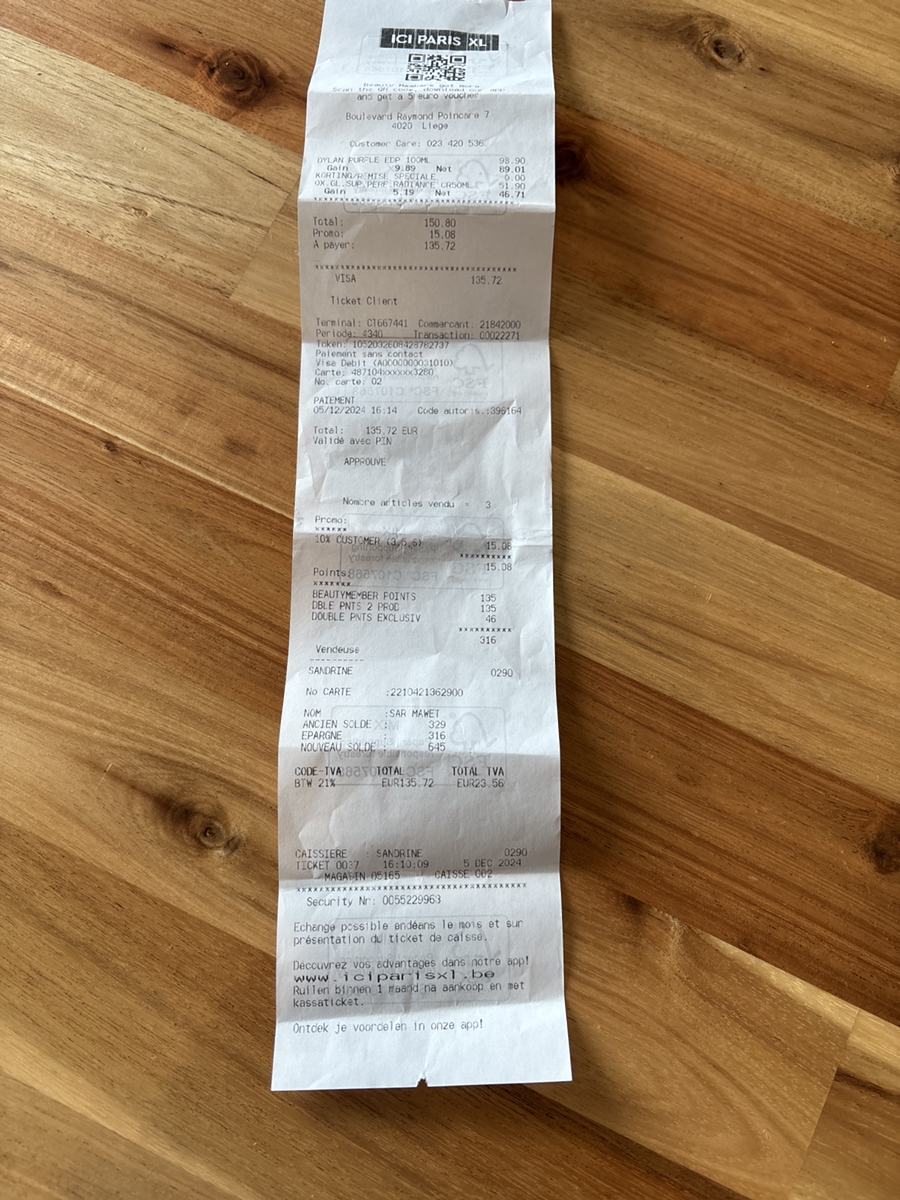 ICI PARIS XL
Beauty Members get more
Scan the QR code, download our app
and get a 5 euro voucher
Boulevard Raymond Poincare 7
4020 Liege
Customer Care: 023 420 536
DYLAN PURPLE EDP 100ML 98.90
Gain 9.89 Net 89.01
KORTING/REMISE SPECIALE 0.00
OX.GL.SUP.PERF.RADIANCE CR50ML 51.90
Gain 5.19 Net 46.71
******************************
Total: 150.80
Promo: 15.08
A payer: 135.72
******************************
VISA 135.72
Ticket Client
Terminal: CT667441 Commercant: 21842000
Periode: 4340 Transaction: 00022271
Token: 1052032608428782737
Paiement sans contact
Visa Debit (A0000000031010)
Carte: 487104xxxxxx3280
No. carte: 02
PAIEMENT
05/12/2024 16:14 Code autoris.:396164
Total: 135.72 EUR
Validé avec PIN
APPROUVE
Nombre articles vendu = 3
Promo:
******
10% CUSTOMER (3,5,6) 15.08
**********
15.08
Points:
*******
BEAUTYMEMBER POINTS 135
DBLE PNTS 2 PROD 135
DOUBLE PNTS EXCLUSIV 46
**********
316
Vendeuse
----------
SANDRINE 0290
No CARTE :2210421362900
NOM :SAR MAWET
ANCIEN SOLDE : 329
EPARGNE : 316
NOUVEAU SOLDE : 645
CODE-TVA TOTAL TOTAL TVA
BTW 21% EUR135.72 EUR23.56
CAISSIERE : SANDRINE 0290
TICKET 0037 16:10:09 5 DEC 2024
MAGASIN 05165 / CAISSE 002
******************************
Security Nr: 0055229963
Echange possible endéans le mois et sur
présentation du ticket de caisse.
Découvrez vos advantages dans notre app!
www.iciparisxl.be
Ruilen binnen 1 maand na aankoop en met
kassaticket.
Ontdek je voordelen in onze app!